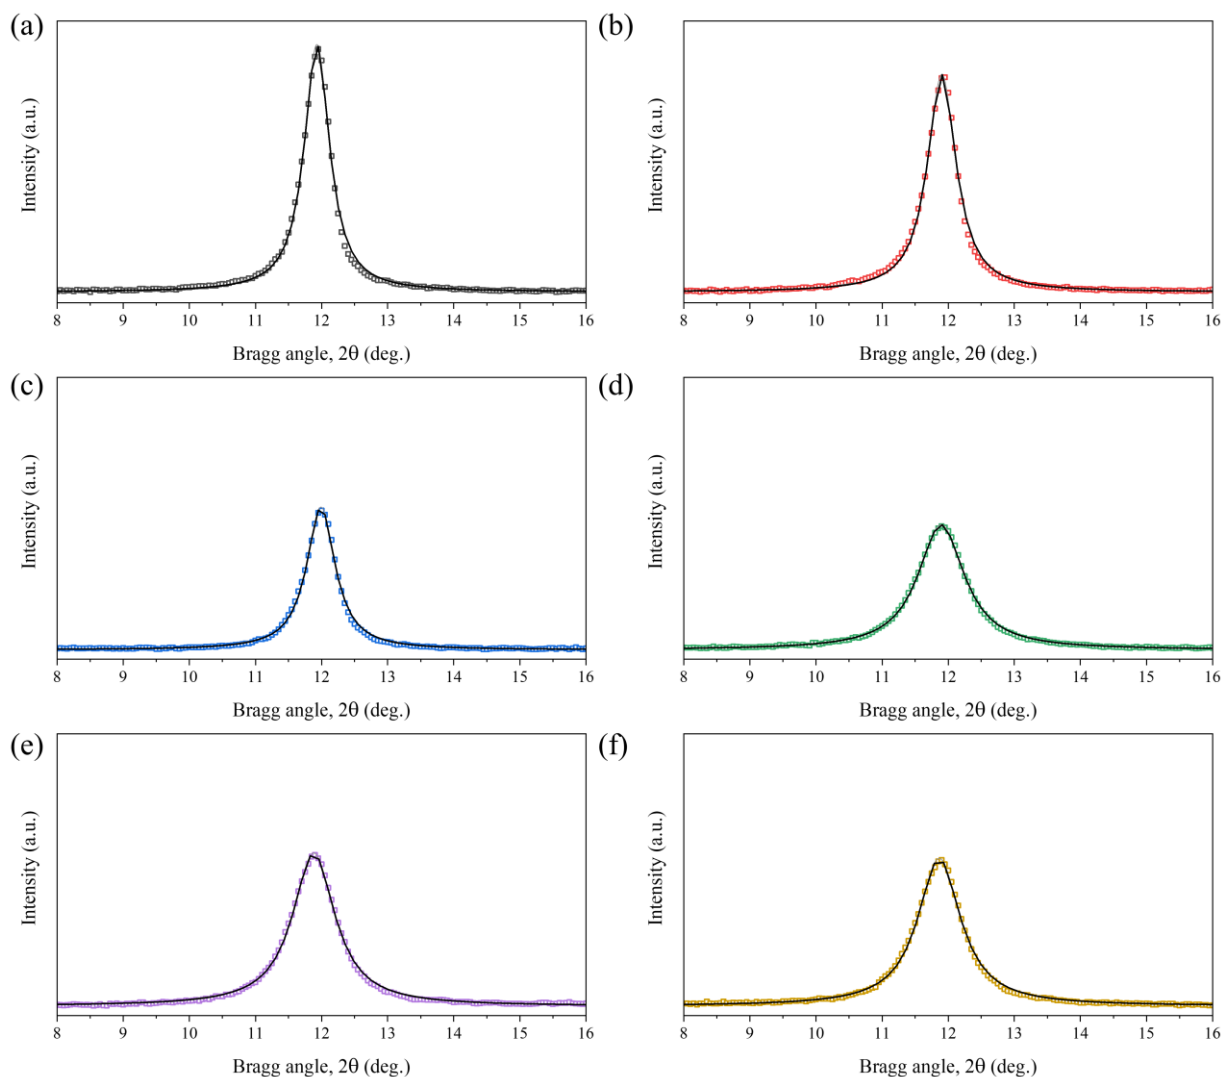 (a)
Intensity (a.u.)
8 9 10 11 12 13 14 15 16
Bragg angle, 2θ (deg.)
(b)
Intensity (a.u.)
8 9 10 11 12 13 14 15 16
Bragg angle, 2θ (deg.)
(c)
Intensity (a.u.)
8 9 10 11 12 13 14 15 16
Bragg angle, 2θ (deg.)
(d)
Intensity (a.u.)
8 9 10 11 12 13 14 15 16
Bragg angle, 2θ (deg.)
(e)
Intensity (a.u.)
8 9 10 11 12 13 14 15 16
Bragg angle, 2θ (deg.)
(f)
Intensity (a.u.)
8 9 10 11 12 13 14 15 16
Bragg angle, 2θ (deg.)